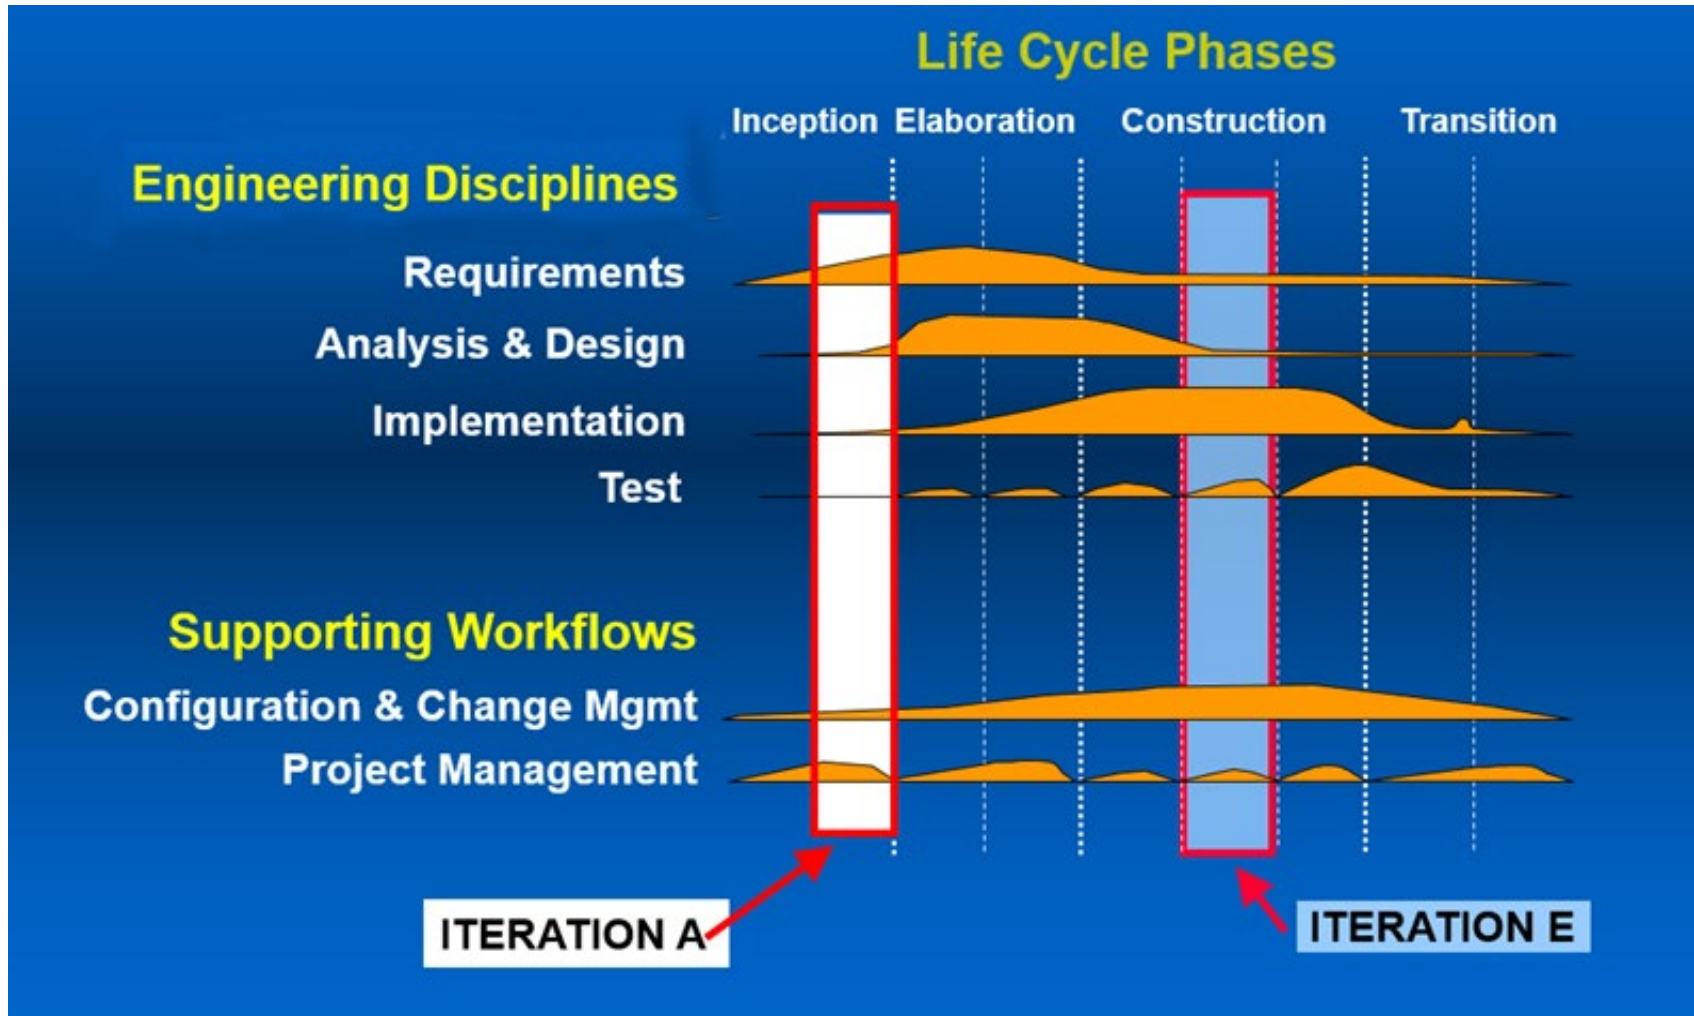 Life Cycle Phases
Inception Elaboration Construction Transition
Engineering Disciplines
Requirements
Analysis & Design
Implementation
Test
Supporting Workflows
Configuration & Change Mgmt
Project Management
ITERATION A
ITERATION E